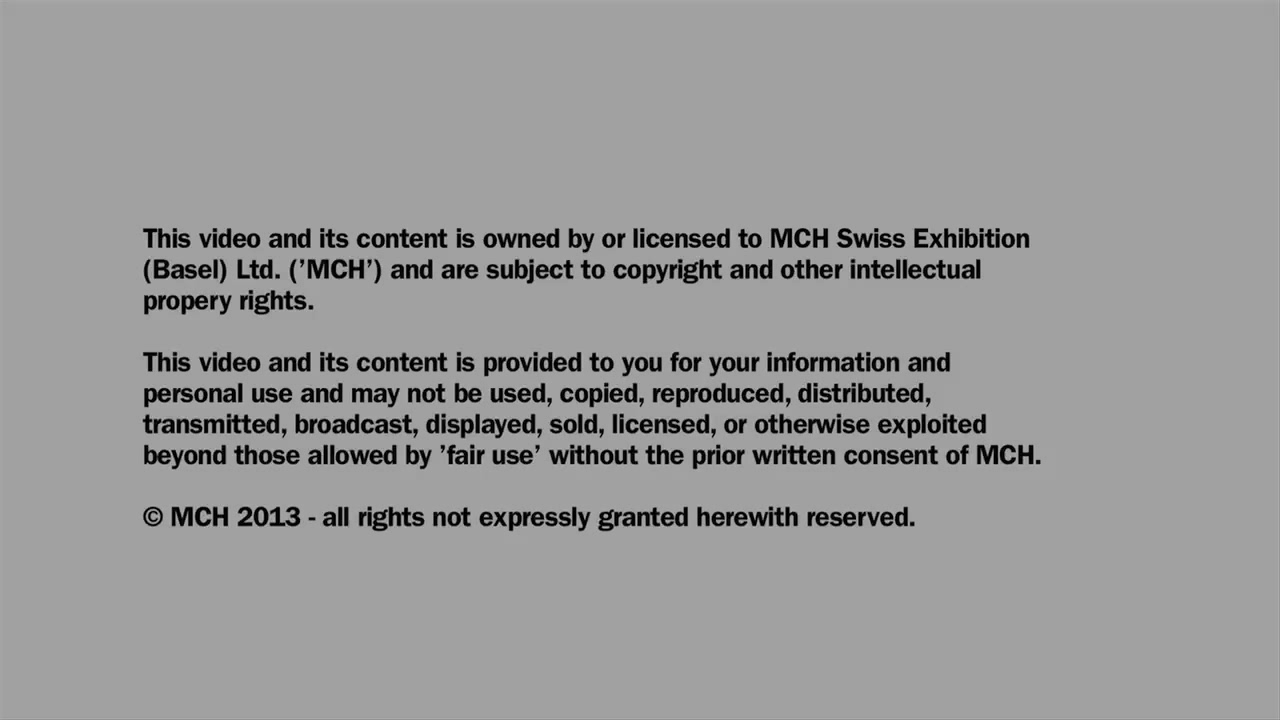 This video and its content is owned by or licensed to MCH Swiss Exhibition
(Basel) Ltd. (’MCH’) and are subject to copyright and other intellectual
propery rights.
This video and its content is provided to you for your information and
personal use and may not be used, copied, reproduced, distributed,
transmitted, broadcast, displayed, sold, licensed, or otherwise exploited
beyond those allowed by ’fair use’ without the prior written consent of MCH.
© MCH 2013 - all rights not expressly granted herewith reserved.